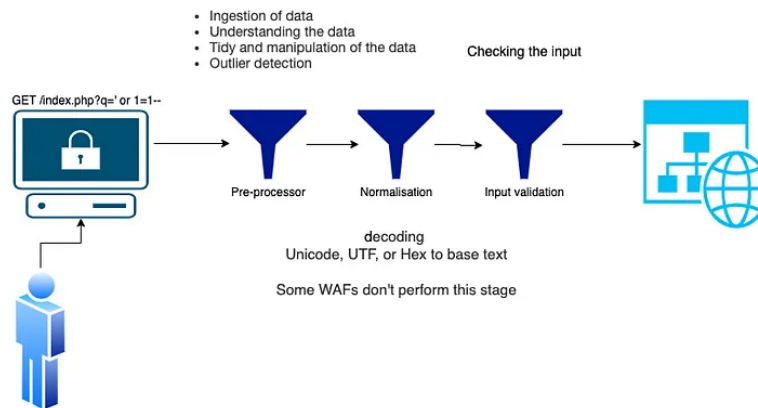 • Ingestion of data
• Understanding the data
• Tidy and manipulation of the data
• Outlier detection
Checking the input
GET /index.php?q=' or 1=1--
Pre-processor
Normalisation
Input validation
decoding
Unicode, UTF, or Hex to base text
Some WAFs don't perform this stage